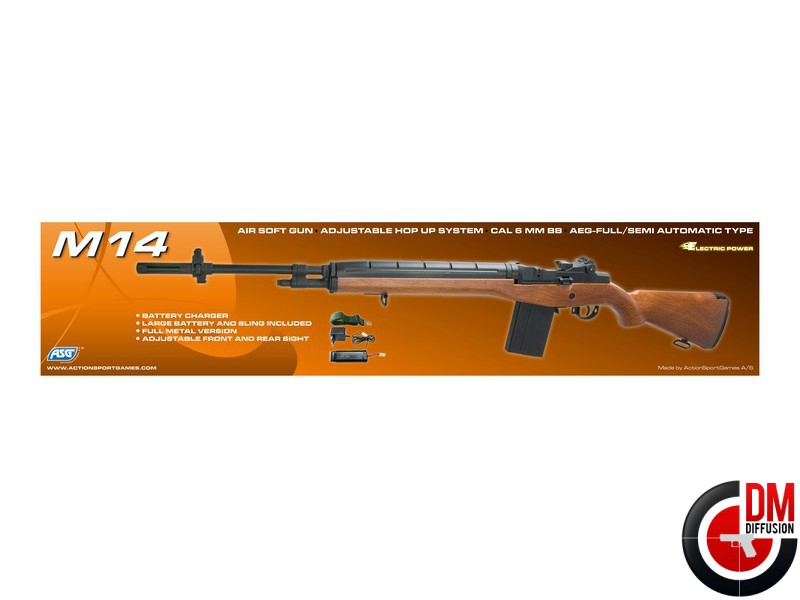 M14
AIR SOFT GUN · ADJUSTABLE HOP UP SYSTEM · CAL 6 MM BB · AEG-FULL/SEMI AUTOMATIC TYPE
ELECTRIC POWER
• BATTERY CHARGER
• LARGE BATTERY AND SLING INCLUDED
• FULL METAL VERSION
• ADJUSTABLE FRONT AND REAR SIGHT
ASG
WWW.ACTIONSPORTGAMES.COM
Made by ActionSportGames A/S
DM
DIFFUSION